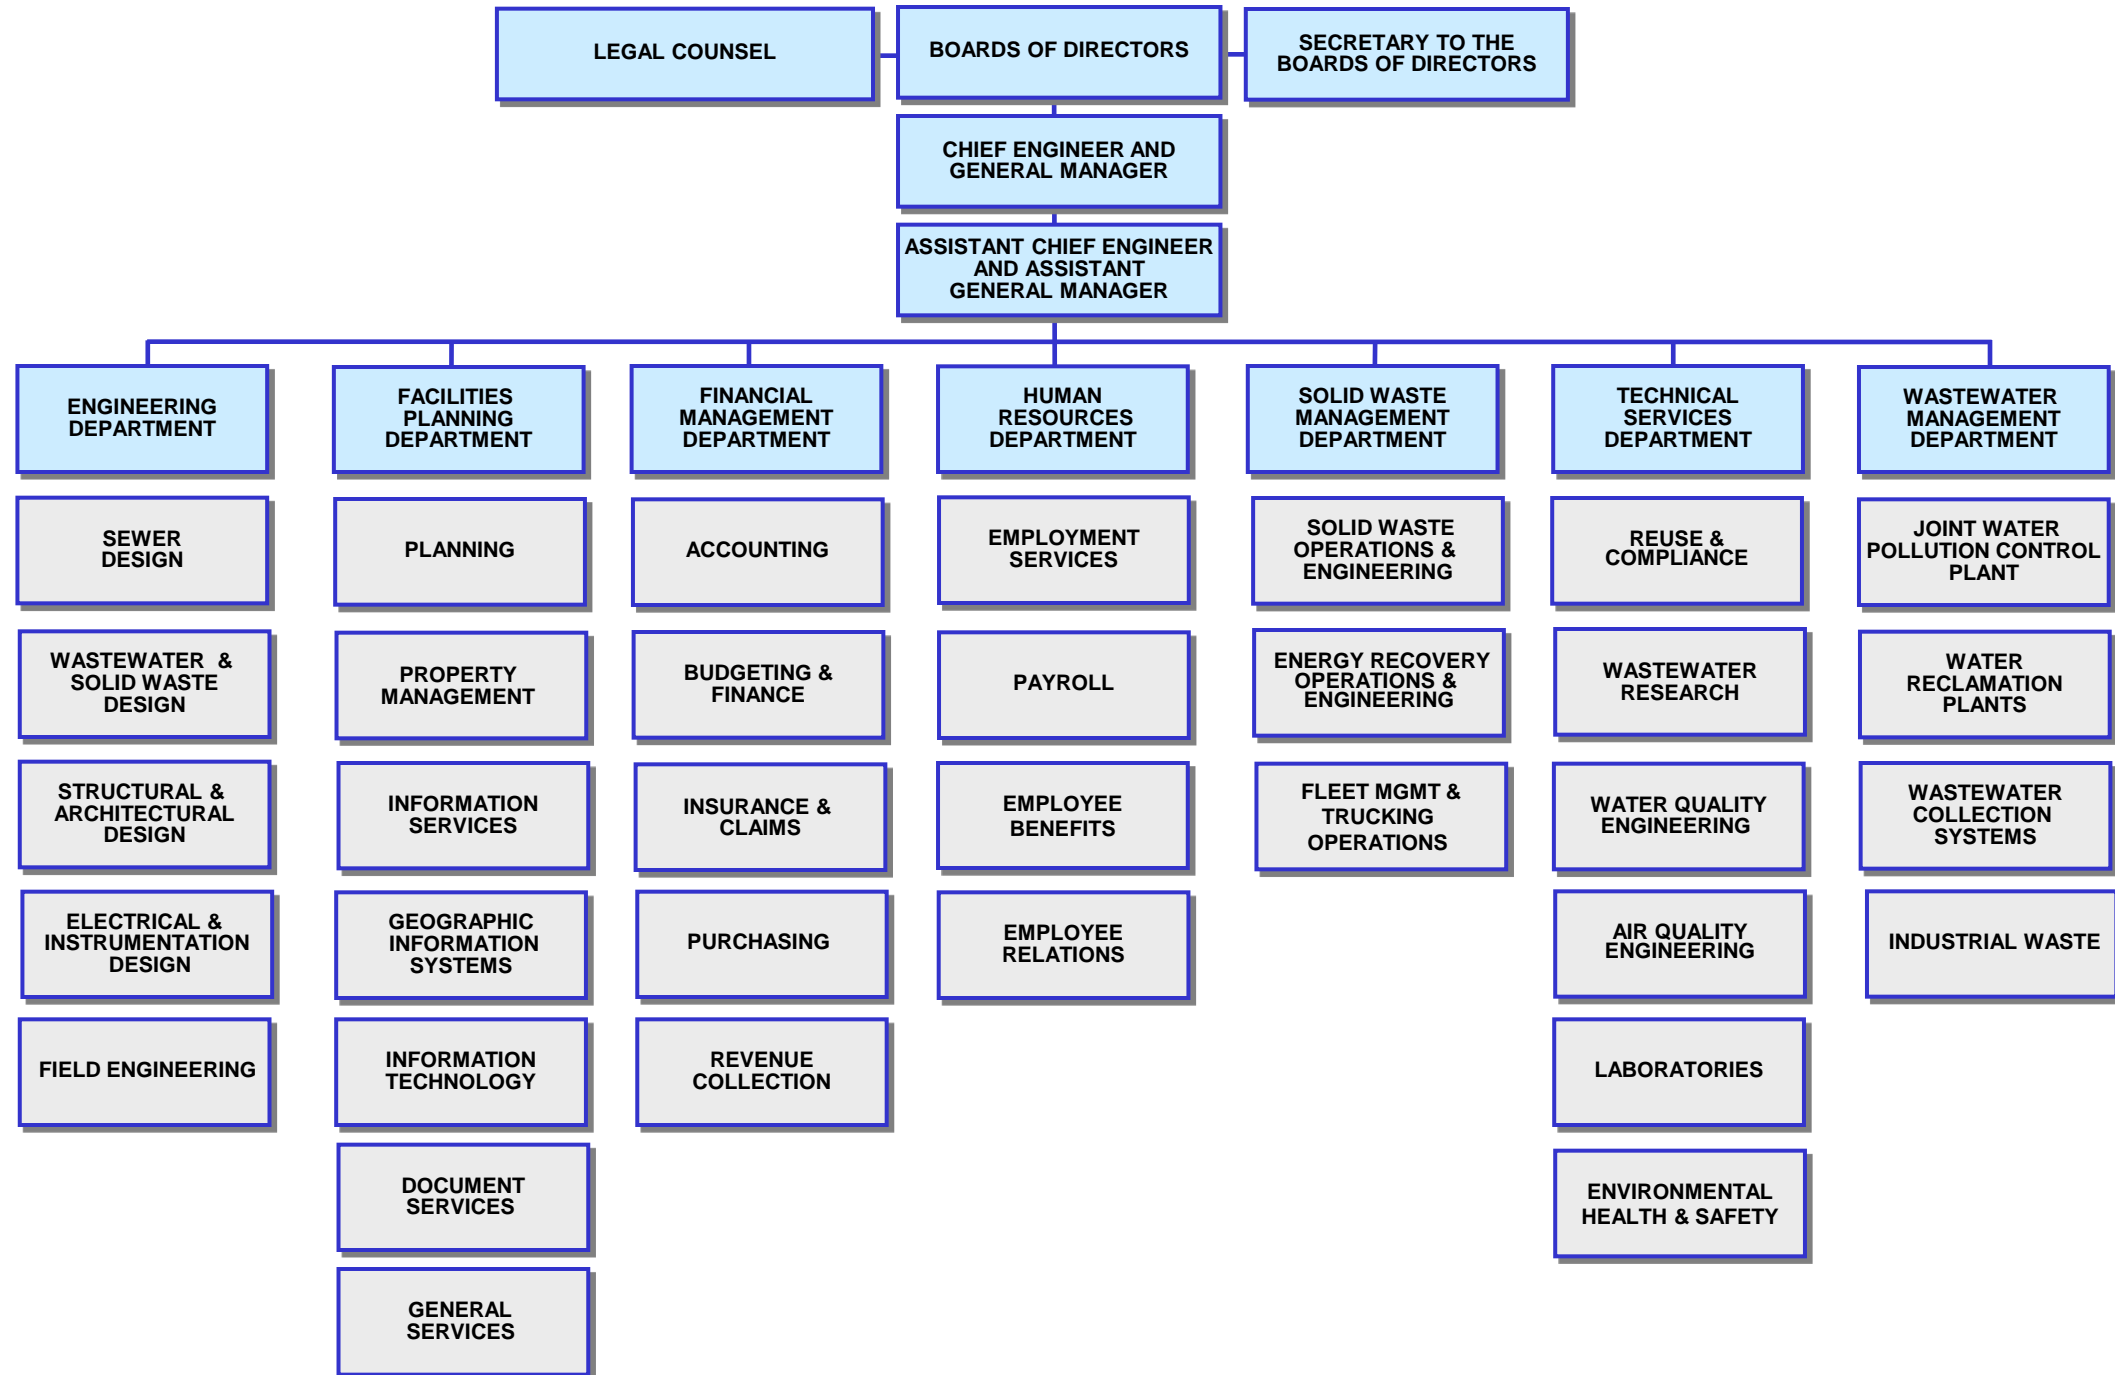 LEGAL COUNSEL
BOARDS OF DIRECTORS
SECRETARY TO THE
BOARDS OF DIRECTORS
CHIEF ENGINEER AND
GENERAL MANAGER
ASSISTANT CHIEF ENGINEER
AND ASSISTANT
GENERAL MANAGER
ENGINEERING
DEPARTMENT
FACILITIES
PLANNING
DEPARTMENT
FINANCIAL
MANAGEMENT
DEPARTMENT
HUMAN
RESOURCES
DEPARTMENT
SOLID WASTE
MANAGEMENT
DEPARTMENT
TECHNICAL
SERVICES
DEPARTMENT
WASTEWATER
MANAGEMENT
DEPARTMENT
SEWER
DESIGN
PLANNING
ACCOUNTING
EMPLOYMENT
SERVICES
SOLID WASTE
OPERATIONS &
ENGINEERING
REUSE &
COMPLIANCE
JOINT WATER
POLLUTION CONTROL
PLANT
WASTEWATER &
SOLID WASTE
DESIGN
PROPERTY
MANAGEMENT
BUDGETING &
FINANCE
PAYROLL
ENERGY RECOVERY
OPERATIONS &
ENGINEERING
WASTEWATER
RESEARCH
WATER
RECLAMATION
PLANTS
STRUCTURAL &
ARCHITECTURAL
DESIGN
INFORMATION
SERVICES
INSURANCE &
CLAIMS
EMPLOYEE
BENEFITS
FLEET MGMT &
TRUCKING
OPERATIONS
WATER QUALITY
ENGINEERING
WASTEWATER
COLLECTION
SYSTEMS
ELECTRICAL &
INSTRUMENTATION
DESIGN
GEOGRAPHIC
INFORMATION
SYSTEMS
PURCHASING
EMPLOYEE
RELATIONS
AIR QUALITY
ENGINEERING
INDUSTRIAL WASTE
FIELD ENGINEERING
INFORMATION
TECHNOLOGY
REVENUE
COLLECTION
LABORATORIES
DOCUMENT
SERVICES
ENVIRONMENTAL
HEALTH & SAFETY
GENERAL
SERVICES